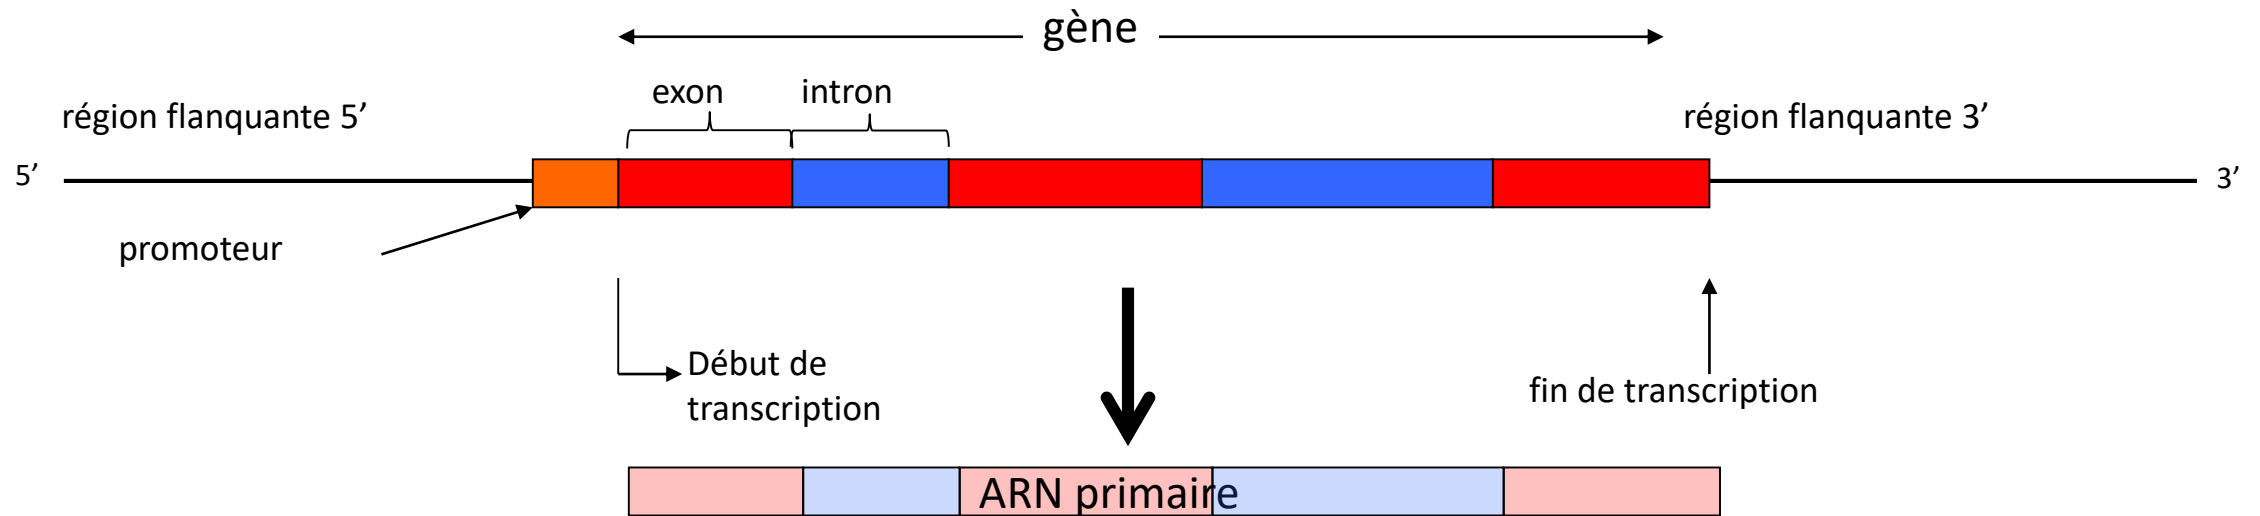 gène
exon
intron
région flanquante 5’
région flanquante 3’
5’
3’
promoteur
Début de
transcription
fin de transcription
ARN primaire